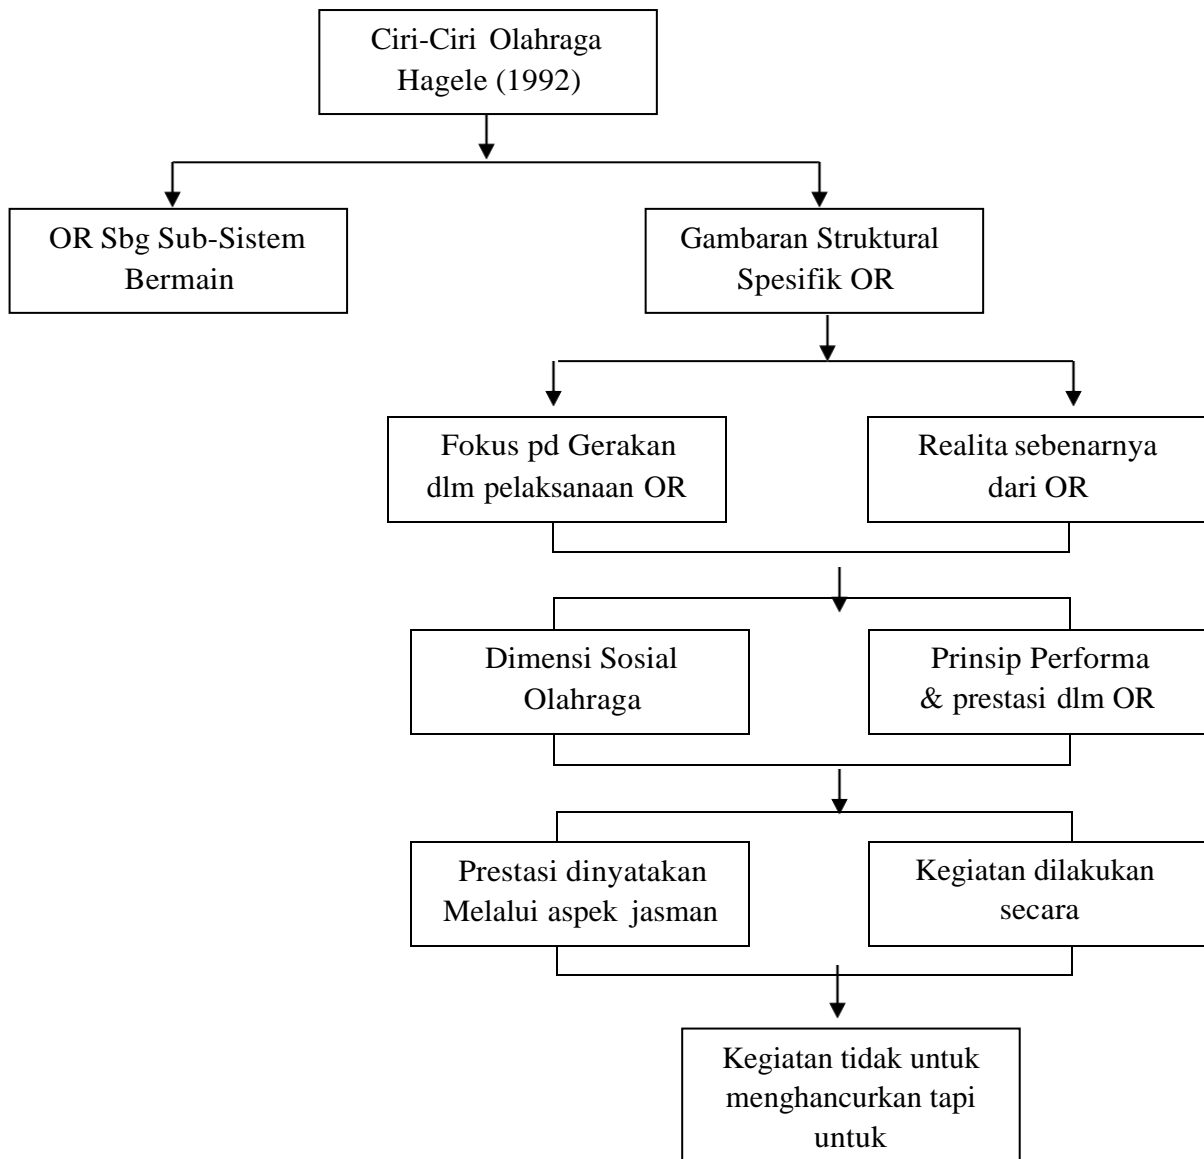 Ciri-Ciri Olahraga
Hagele (1992)
OR Sbg Sub-Sistem
Bermain
Gambaran Struktural
Spesifik OR
Fokus pd Gerakan
dlm pelaksanaan OR
Realita sebenarnya
dari OR
Dimensi Sosial
Olahraga
Prinsip Performa
& prestasi dlm OR
Prestasi dinyatakan
Melalui aspek jasman
Kegiatan dilakukan
secara
Kegiatan tidak untuk
menghancurkan tapi
untuk